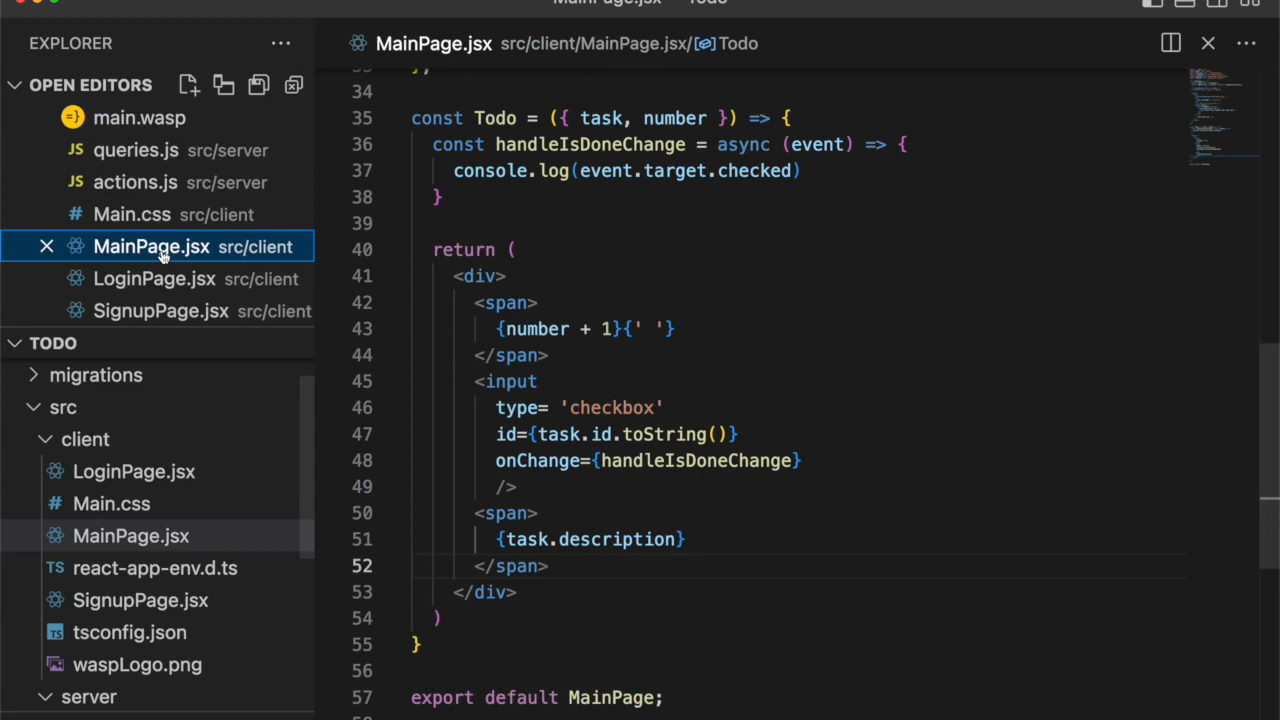 MainPage.jsx — Todo
EXPLORER
OPEN EDITORS
main.wasp
JS queries.js src/server
JS actions.js src/server
# Main.css src/client
MainPage.jsx src/client
LoginPage.jsx src/client
SignupPage.jsx src/client
TODO
migrations
src
client
LoginPage.jsx
# Main.css
MainPage.jsx
TS react-app-env.d.ts
SignupPage.jsx
TS tsconfig.json
waspLogo.png
server
MainPage.jsx src/client/MainPage.jsx/ Todo
33 };
34
35 const Todo = ({ task, number }) => {
36 const handleIsDoneChange = async (event) => {
37 console.log(event.target.checked)
38 }
39
40 return (
41 <div>
42 <span>
43 {number + 1}{' '}
44 </span>
45 <input
46 type= 'checkbox'
47 id={task.id.toString()}
48 onChange={handleIsDoneChange}
49 />
50 <span>
51 {task.description}
52 </span>
53 </div>
54 )
55 }
56
57 export default MainPage;